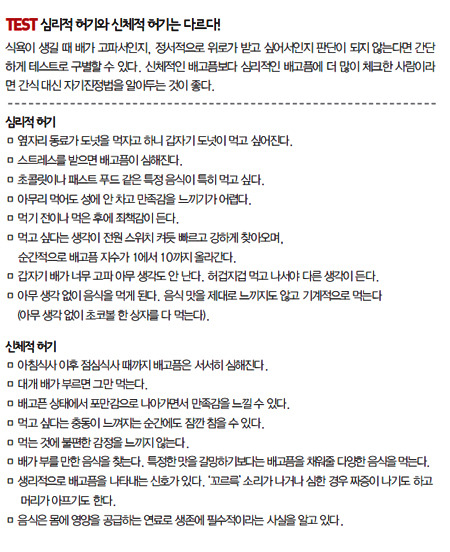 TEST 심리적 허기와 신체적 허기는 다르다!
식욕이 생길 때 배가 고파서인지, 정서적으로 위로가 받고 싶어서인지 판단이 되지 않는다면 간단
하게 테스트로 구별할 수 있다. 신체적인 배고픔보다 심리적인 배고픔에 더 많이 체크한 사람이라
면 간식 대신 자기진정법을 알아두는 것이 좋다.
심리적 허기
▫ 옆자리 동료가 도넛을 먹자고 하니 갑자기 도넛이 먹고 싶어진다.
▫ 스트레스를 받으면 배고픔이 심해진다.
▫ 초콜릿이나 패스트 푸드 같은 특정 음식이 특히 먹고 싶다.
▫ 아무리 먹어도 성에 안 차고 만족감을 느끼기가 어렵다.
▫ 먹기 전이나 먹은 후에 죄책감이 든다.
▫ 먹고 싶다는 생각이 전원 스위치 켜듯 빠르고 강하게 찾아오며,
순간적으로 배고픔 지수가 1에서 10까지 올라간다.
▫ 갑자기 배가 너무 고파 아무 생각도 안 난다. 허겁지겁 먹고 나서야 다른 생각이 든다.
▫ 아무 생각 없이 음식을 먹게 된다. 음식 맛을 제대로 느끼지도 않고 기계적으로 먹는다
(아무 생각 없이 초코볼 한 상자를 다 먹는다).
신체적 허기
▫ 아침식사 이후 점심식사 때까지 배고픔은 서서히 심해진다.
▫ 대개 배가 부르면 그만 먹는다.
▫ 배고픈 상태에서 포만감으로 나아가면서 만족감을 느낄 수 있다.
▫ 먹고 싶다는 충동이 느껴지는 순간에도 잠깐 참을 수 있다.
▫ 먹는 것에 불편한 감정을 느끼지 않는다.
▫ 배가 부를 만한 음식을 찾는다. 특정한 맛을 갈망하기보다는 배고픔을 채워줄 다양한 음식을 먹는다.
▫ 생리적으로 배고픔을 나타내는 신호가 있다. '꼬르륵' 소리가 나거나 심한 경우 짜증이 나기도 하고
머리가 아프기도 한다.
▫ 음식은 몸에 영양을 공급하는 연료로 생존에 필수적이라는 사실을 알고 있다.